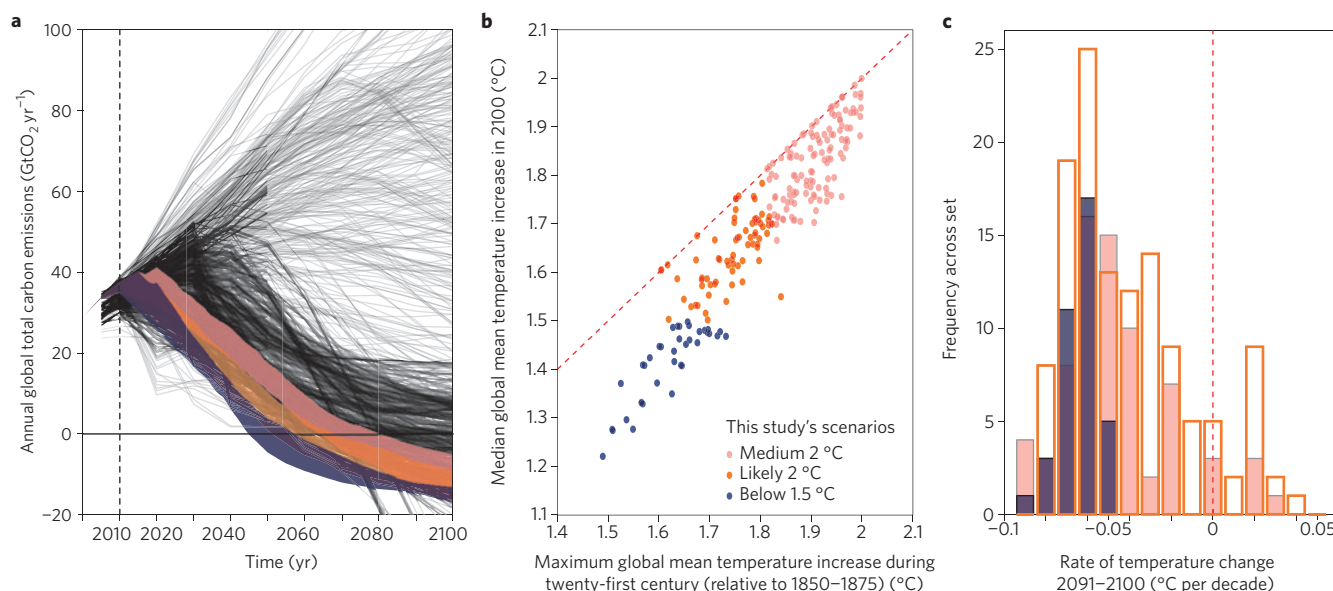 a
Annual global total carbon emissions (GtCO2 yr−1)
100
80
60
40
20
0
−20
2010 2020 2040 2060 2080 2100
Time (yr)
b
Median global mean temperature increase in 2100 (°C)
2.1
2
1.9
1.8
1.7
1.6
1.5
1.4
1.3
1.2
1.1
1.4 1.5 1.6 1.7 1.8 1.9 2 2.1
Maximum global mean temperature increase during
twenty-first century (relative to 1850–1875) (°C)
This study's scenarios
Medium 2 °C
Likely 2 °C
Below 1.5 °C
c
Frequency across set
25
20
15
10
5
0
−0.1 −0.05 0 0.05
Rate of temperature change
2091–2100 (°C per decade)